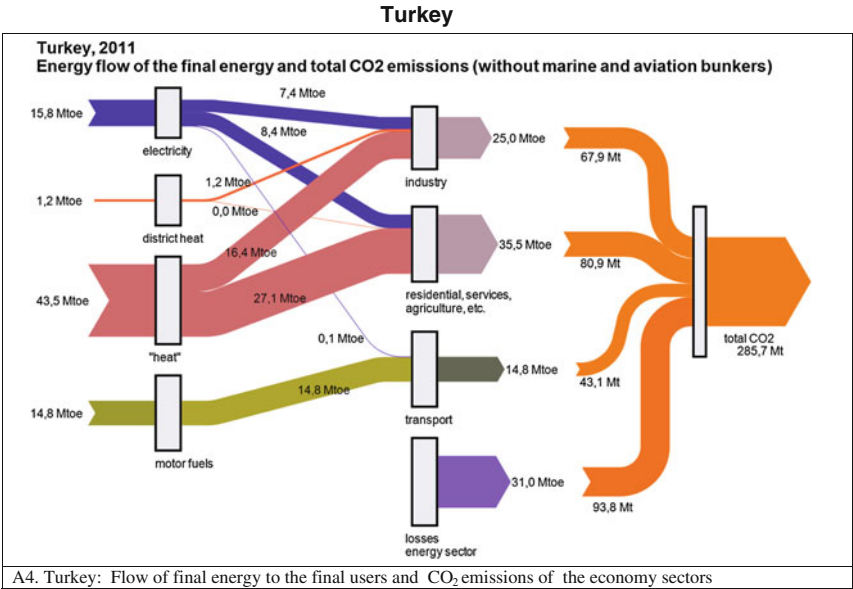 Turkey
Turkey, 2011
Energy flow of the final energy and total CO2 emissions (without marine and aviation bunkers)
15,8 Mtoe
electricity
7,4 Mtoe
8,4 Mtoe
1,2 Mtoe
district heat
1,2 Mtoe
0,0 Mtoe
43,5 Mtoe
"heat"
16,4 Mtoe
27,1 Mtoe
0,1 Mtoe
14,8 Mtoe
motor fuels
14,8 Mtoe
industry
25,0 Mtoe
residential, services,
agriculture, etc.
35,5 Mtoe
transport
14,8 Mtoe
losses
energy sector
31,0 Mtoe
67,9 Mt
80,9 Mt
43,1 Mt
93,8 Mt
total CO2
285,7 Mt
A4. Turkey: Flow of final energy to the final users and CO2 emissions of the economy sectors